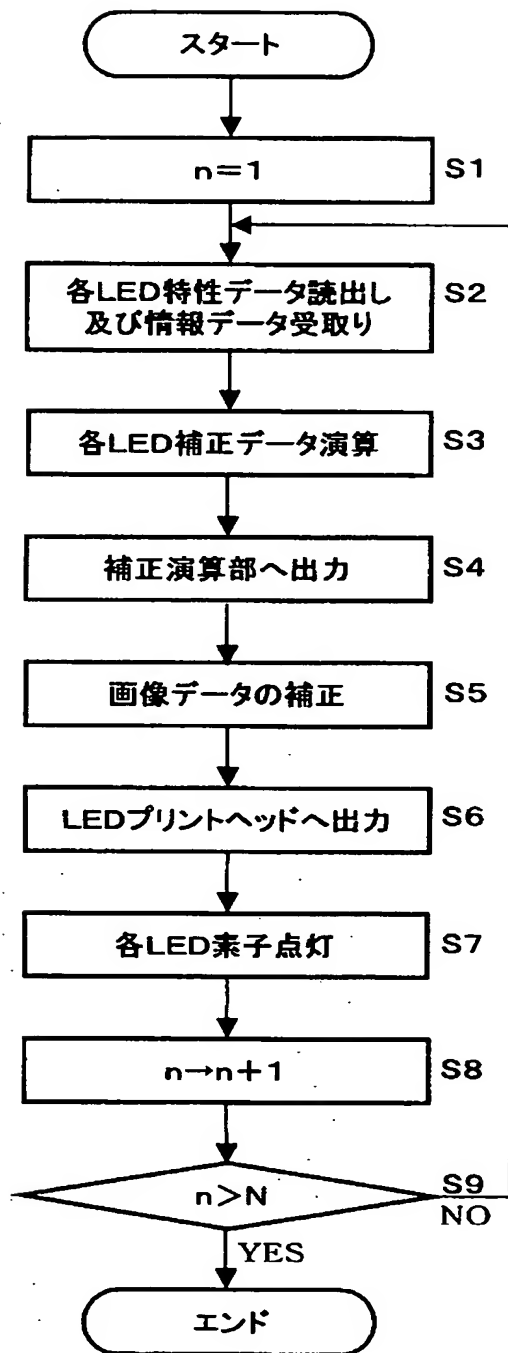 スタート
n=1
S1
各LED特性データ読出し
及び情報データ受取り
S2
各LED補正データ演算
S3
補正演算部へ出力
S4
画像データの補正
S5
LEDプリントヘッドへ出力
S6
各LED素子点灯
S7
n→n+1
S8
n>N
S9
NO
YES
エンド